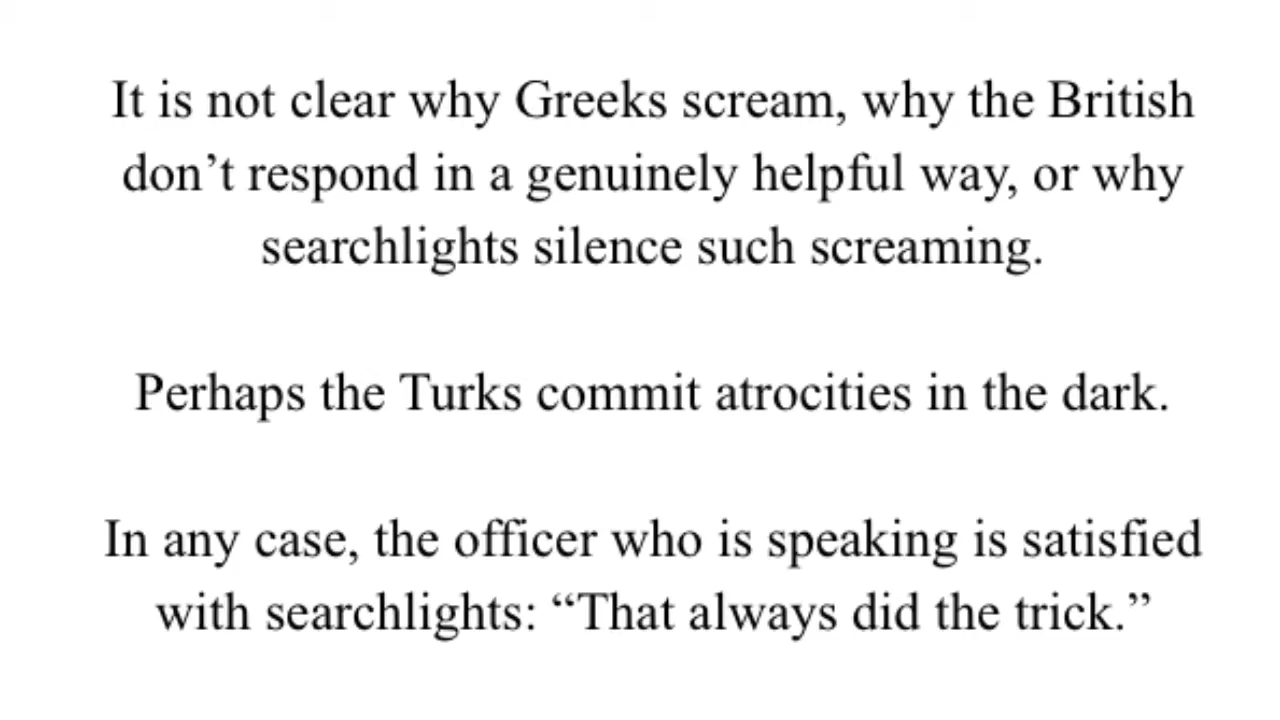 It is not clear why Greeks scream, why the British
don’t respond in a genuinely helpful way, or why
searchlights silence such screaming.
Perhaps the Turks commit atrocities in the dark.
In any case, the officer who is speaking is satisfied
with searchlights: “That always did the trick.”